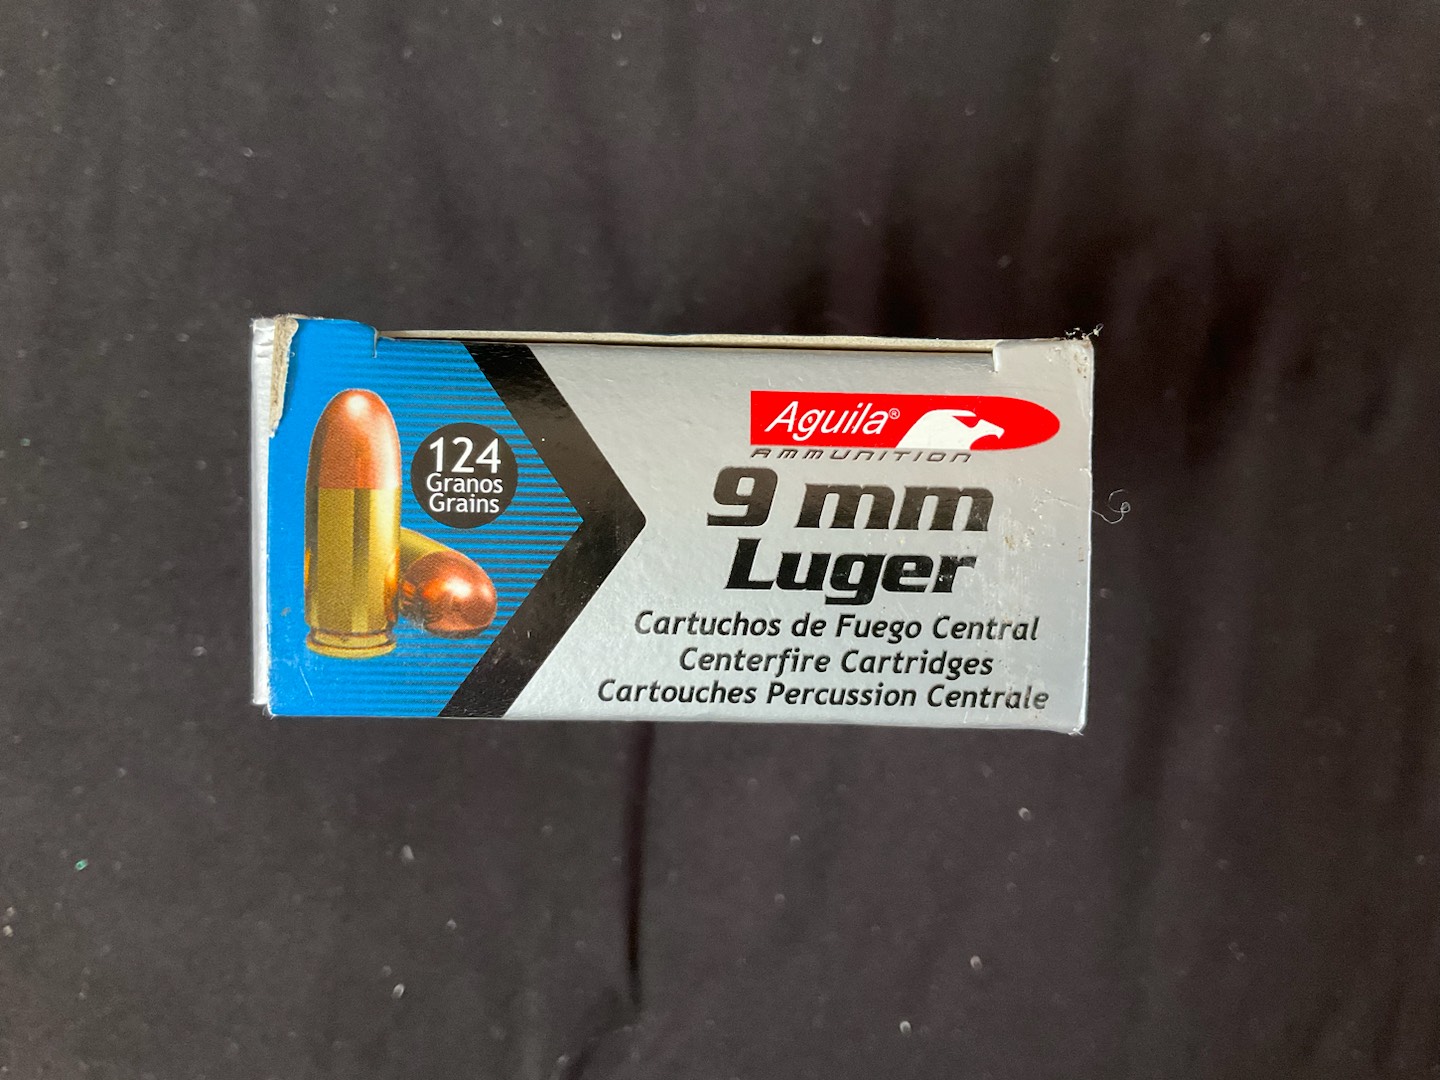 Aguila®
AMMUNITION
124
Granos
Grains
9 mm
Luger
Cartuchos de Fuego Central
Centerfire Cartridges
Cartouches Percussion Centrale